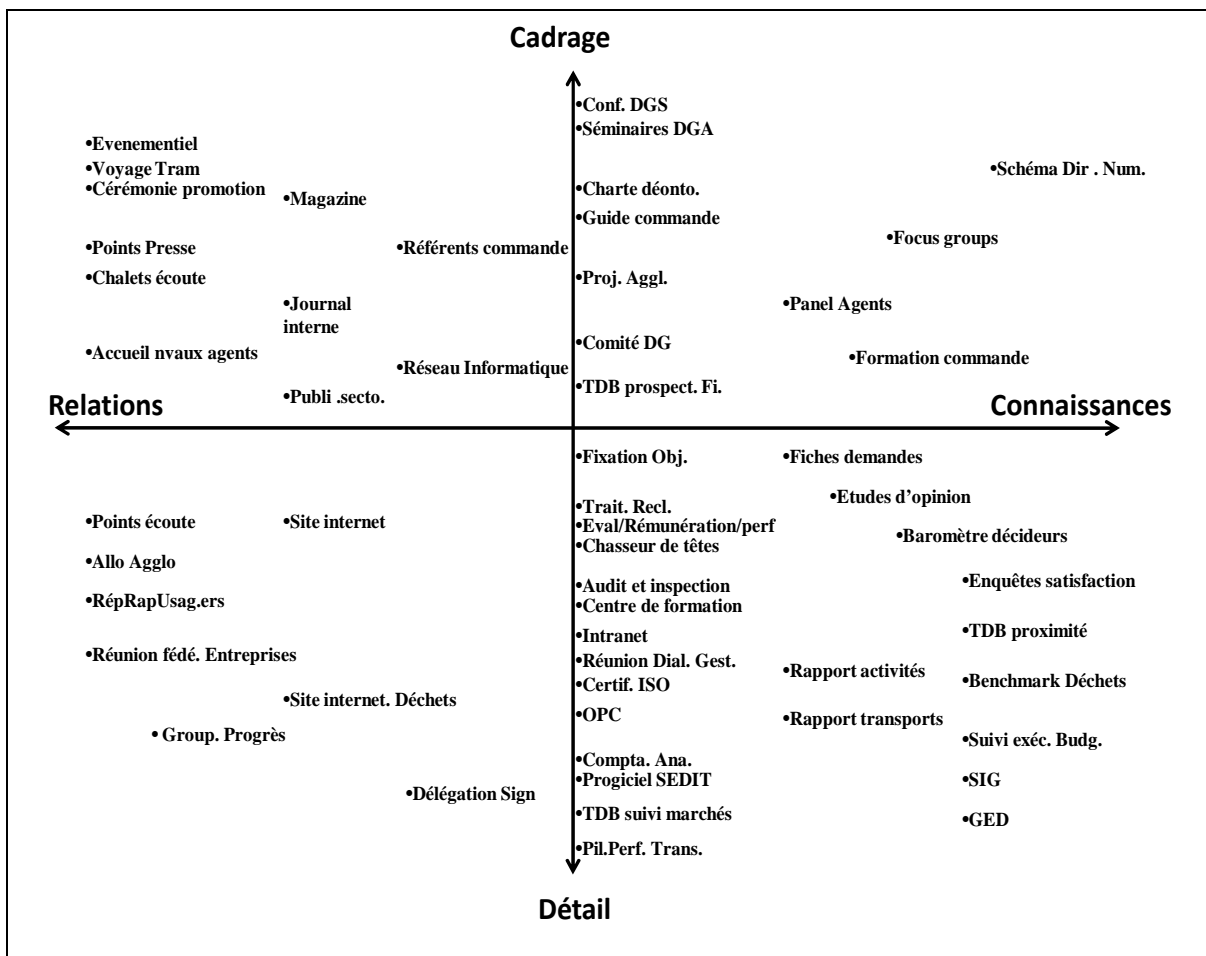 Cadrage
•Conf. DGS
•Séminaires DGA
•Evenementiel
•Voyage Tram
•Schéma Dir . Num.
•Cérémonie promotion
•Magazine
•Charte déonto.
•Guide commande
•Focus groups
•Points Presse
•Référents commande
•Chalets écoute
•Proj. Aggl.
•Journal
interne
•Panel Agents
•Accueil nvaux agents
•Comité DG
•Formation commande
•Réseau Informatique
•TDB prospect. Fi.
•Publi .secto.
Relations
Connaissances
•Fixation Obj.
•Fiches demandes
•Etudes d’opinion
•Trait. Recl.
•Points écoute
•Site internet
•Eval/Rémunération/perf
•Baromètre décideurs
•Chasseur de têtes
•Allo Agglo
•Enquêtes satisfaction
•Audit et inspection
•RépRapUsag.ers
•Centre de formation
•Intranet
•TDB proximité
•Réunion fédé. Entreprises
•Réunion Dial. Gest.
•Rapport activités
•Certif. ISO
•Benchmark Déchets
•Site internet. Déchets
•OPC
•Rapport transports
• Group. Progrès
•Suivi exéc. Budg.
•Compta. Ana.
•Progiciel SEDIT
•SIG
•Délégation Sign
•TDB suivi marchés
•GED
•Pil.Perf. Trans.
Détail